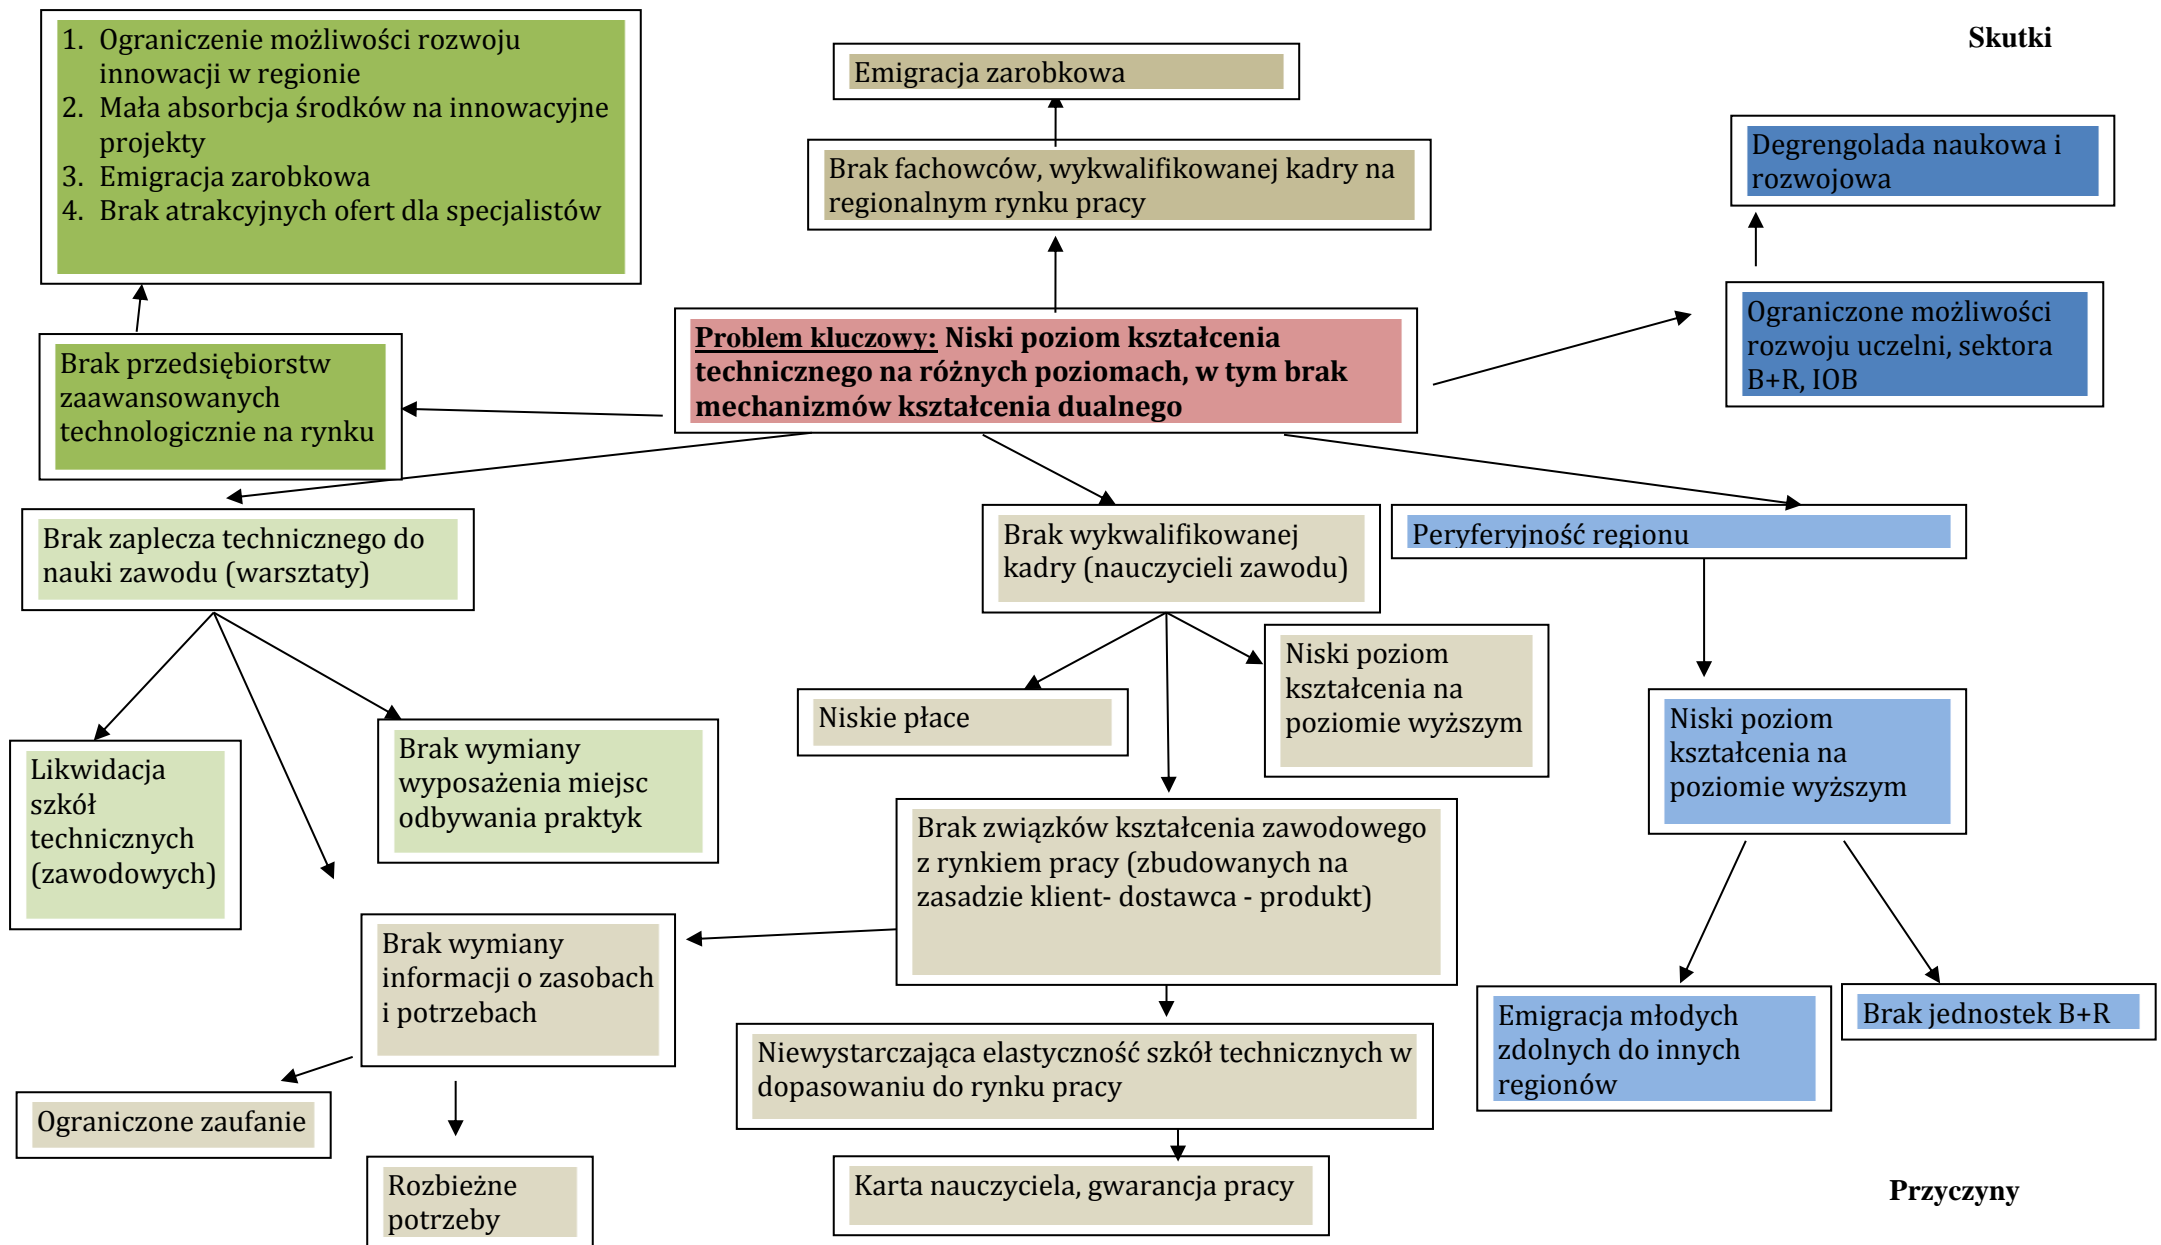 Skutki
1. Ograniczenie możliwości rozwoju
innowacji w regionie
2. Mała absorbcja środków na innowacyjne
projekty
3. Emigracja zarobkowa
4. Brak atrakcyjnych ofert dla specjalistów
Emigracja zarobkowa
Brak fachowców, wykwalifikowanej kadry na
regionalnym rynku pracy
Degrengolada naukowa i
rozwojowa
Ograniczone możliwości
rozwoju uczelni, sektora
B+R, IOB
Brak przedsiębiorstw
zaawansowanych
technologicznie na rynku
Problem kluczowy: Niski poziom kształcenia
technicznego na różnych poziomach, w tym brak
mechanizmów kształcenia dualnego
Brak zaplecza technicznego do
nauki zawodu (warsztaty)
Brak wykwalifikowanej
kadry (nauczycieli zawodu)
Peryferyjność regionu
Niskie płace
Niski poziom
kształcenia na
poziomie wyższym
Niski poziom
kształcenia na
poziomie wyższym
Likwidacja
szkół
technicznych
(zawodowych)
Brak wymiany
wyposażenia miejsc
odbywania praktyk
Brak związków kształcenia zawodowego
z rynkiem pracy (zbudowanych na
zasadzie klient- dostawca - produkt)
Brak wymiany
informacji o zasobach
i potrzebach
Niewystarczająca elastyczność szkół technicznych w
dopasowaniu do rynku pracy
Emigracja młodych
zdolnych do innych
regionów
Brak jednostek B+R
Ograniczone zaufanie
Rozbieżne
potrzeby
Karta nauczyciela, gwarancja pracy
Przyczyny